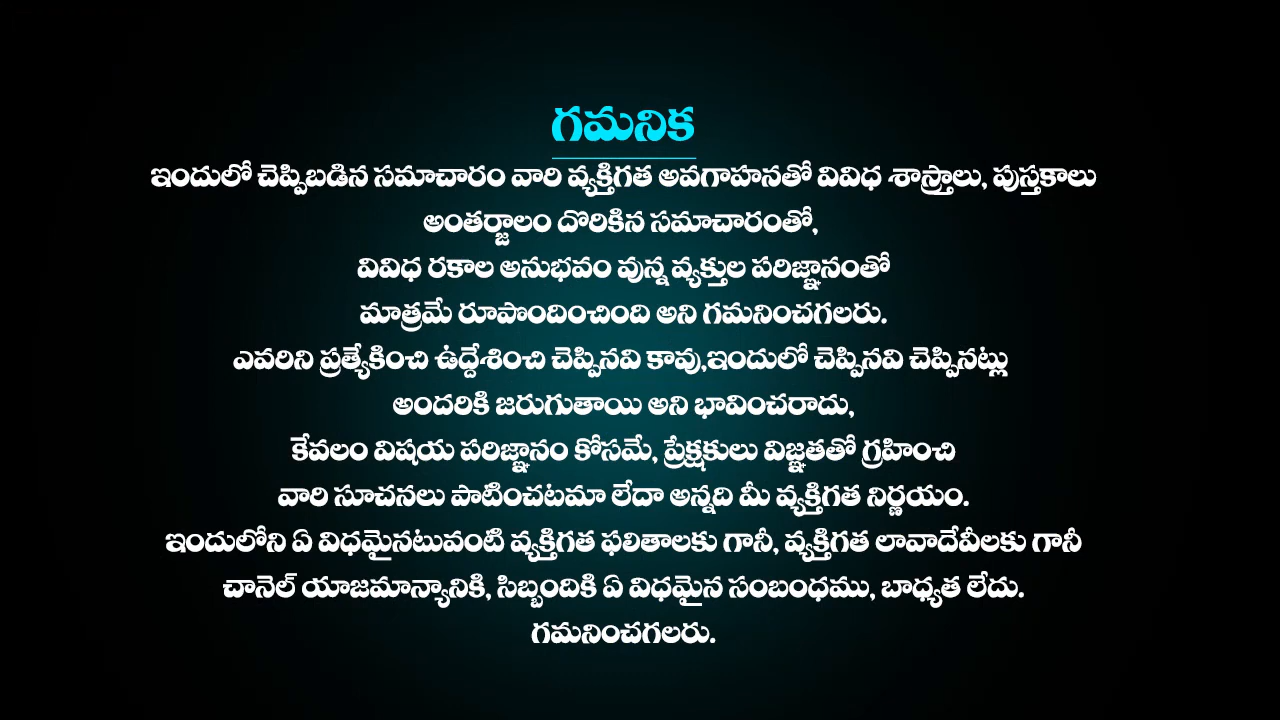 గమనిక
ఇందులో చెప్పిబడిన సమాచారం వారి వ్యక్తిగత అవగాహనతో వివిధ శాస్త్రాలు, పుస్తకాలు
అంతర్జాలం దొరికిన సమాచారంతో,
వివిధ రకాల అనుభవం వున్న వ్యక్తుల పరిజ్ఞానంతో
మాత్రమే రూపొందించింది అని గమనించగలరు.
ఎవరిని ప్రత్యేకించి ఉద్దేశించి చెప్పినవి కావు,ఇందులో చెప్పినవి చెప్పినట్లు
అందరికి జరుగుతాయి అని భావించరాదు,
కేవలం విషయ పరిజ్ఞానం కోసమే, ప్రేక్షకులు విజ్ఞతతో గ్రహించి
వారి సూచనలు పాటించటమా లేదా అన్నది మీ వ్యక్తిగత నిర్ణయం.
ఇందులోని ఏ విధమైనటువంటి వ్యక్తిగత ఫలితాలకు గానీ, వ్యక్తిగత లావాదేవీలకు గానీ
చానెల్ యాజమాన్యానికి, సిబ్బందికి ఏ విధమైన సంబంధము, బాధ్యత లేదు.
గమనించగలరు.